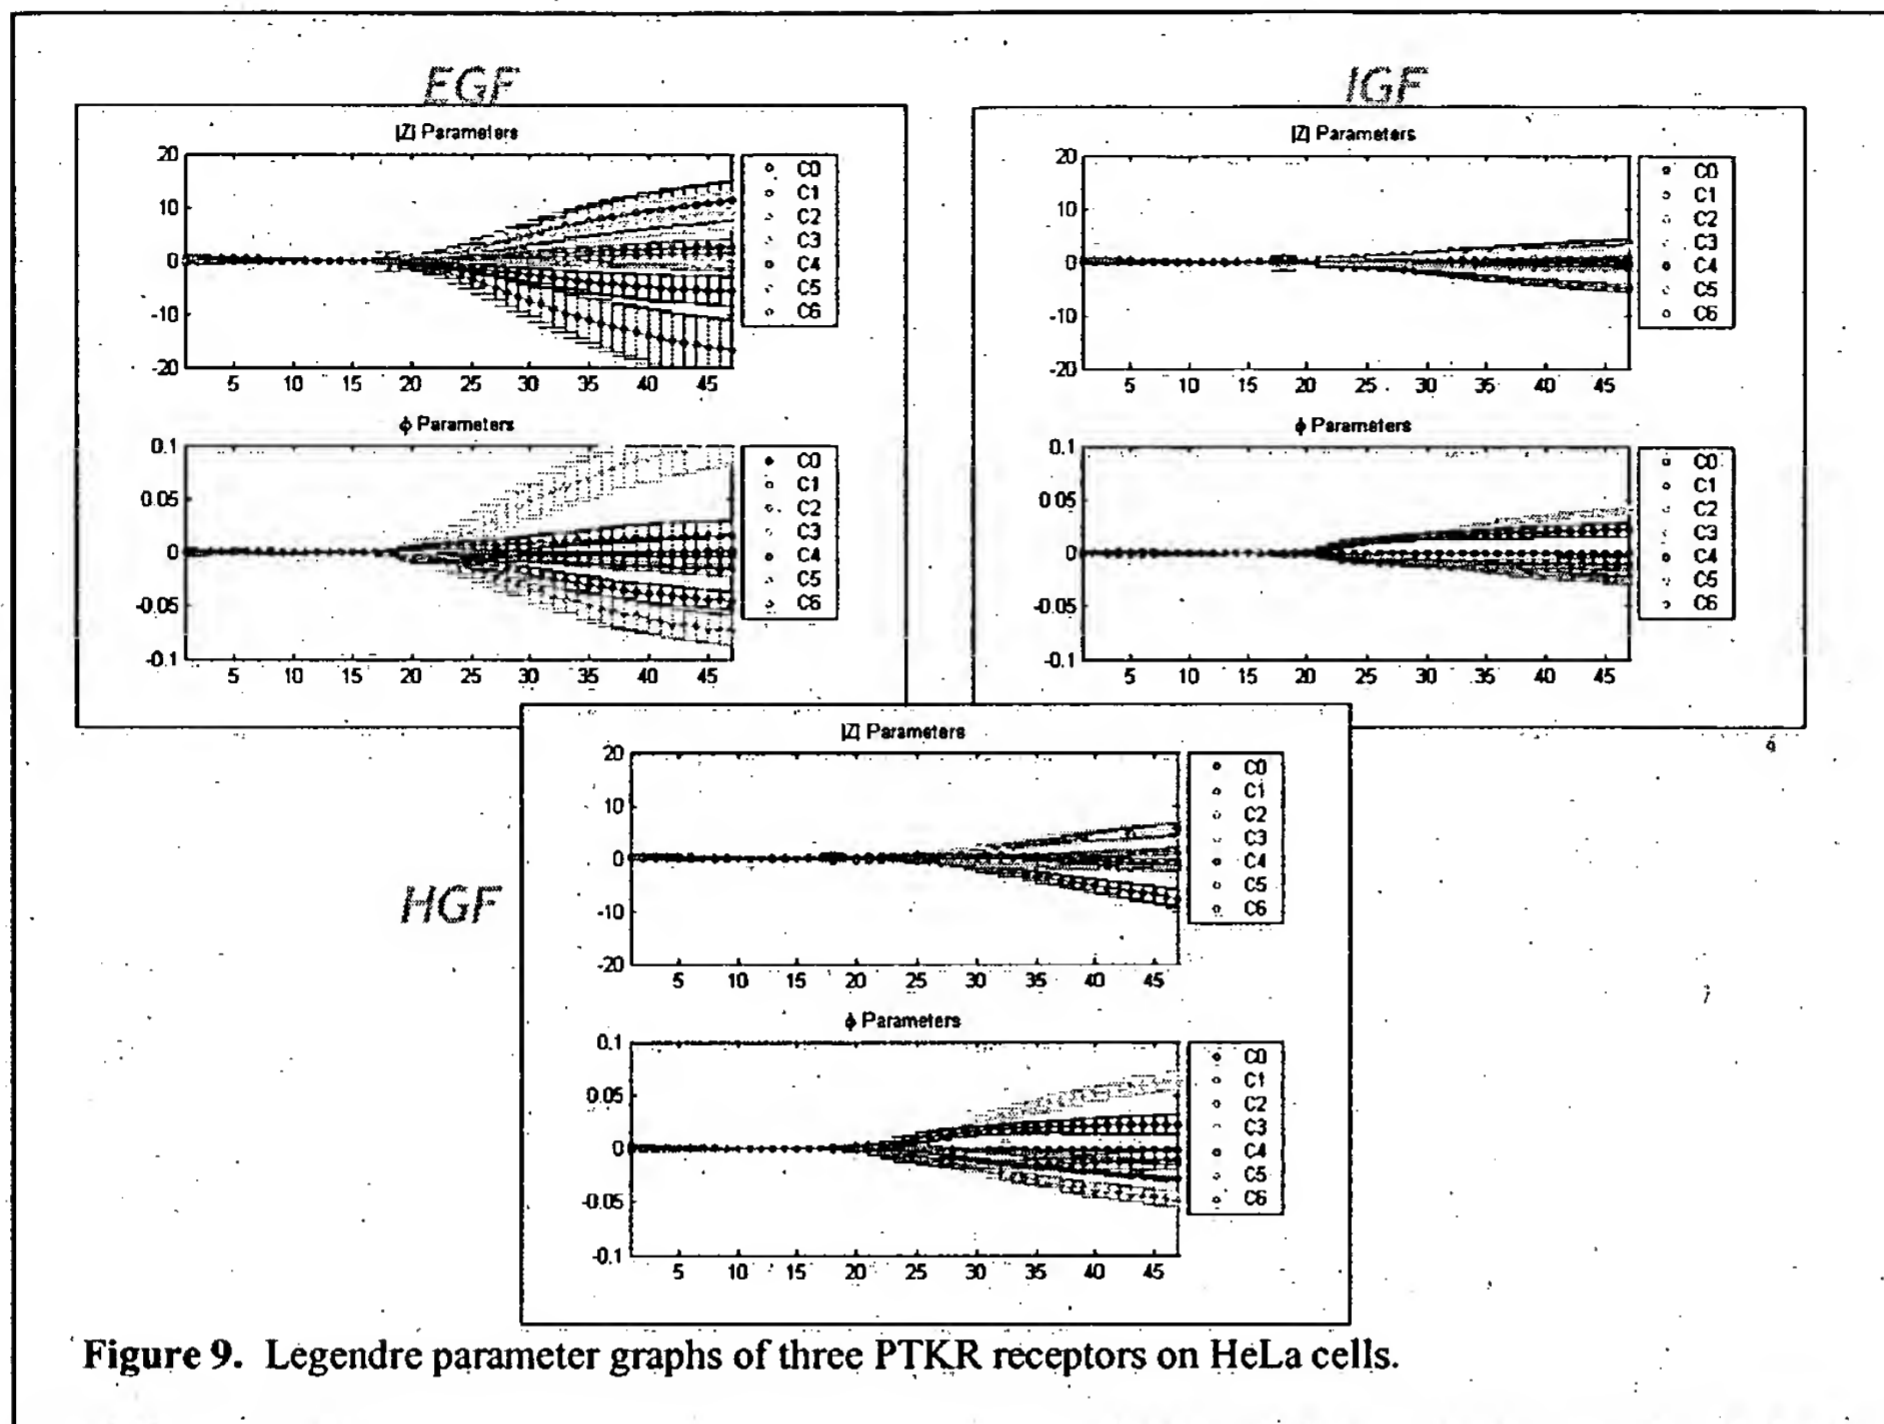 EGF
|Z| Parameters
20
10
0
-10
-20
5 10 15 20 25 30 35 40 45
C0
C1
C2
C3
C4
C5
C6
ϕ Parameters
0.1
0.05
0
-0.05
-0.1
5 10 15 20 25 30 35 40 45
C0
C1
C2
C3
C4
C5
C6
IGF
|Z| Parameters
20
10
0
-10
-20
5 10 15 20 25 30 35 40 45
C0
C1
C2
C3
C4
C5
C6
ϕ Parameters
0.1
0.05
0
-0.05
-0.1
5 10 15 20 25 30 35 40 45
C0
C1
C2
C3
C4
C5
C6
HGF
|Z| Parameters
20
10
0
-10
-20
5 10 15 20 25 30 35 40 45
C0
C1
C2
C3
C4
C5
C6
ϕ Parameters
0.1
0.05
0
-0.05
-0.1
5 10 15 20 25 30 35 40 45
C0
C1
C2
C3
C4
C5
C6
Figure 9. Legendre parameter graphs of three PTKR receptors on HeLa cells.